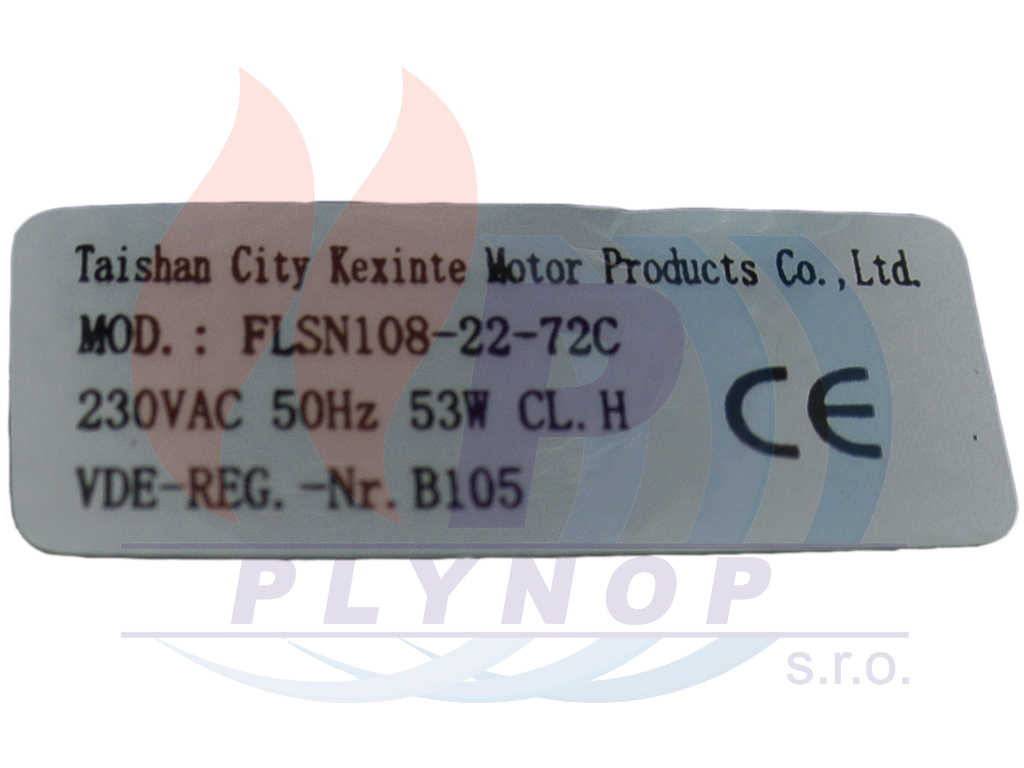 Taishan City Kexinte Motor Products Co.,Ltd.
MOD.: FLSN108-22-72C
230VAC 50Hz 53W CL.H
CE
VDE-REG.-Nr.B105
P
PLYNOP
s.r.o.